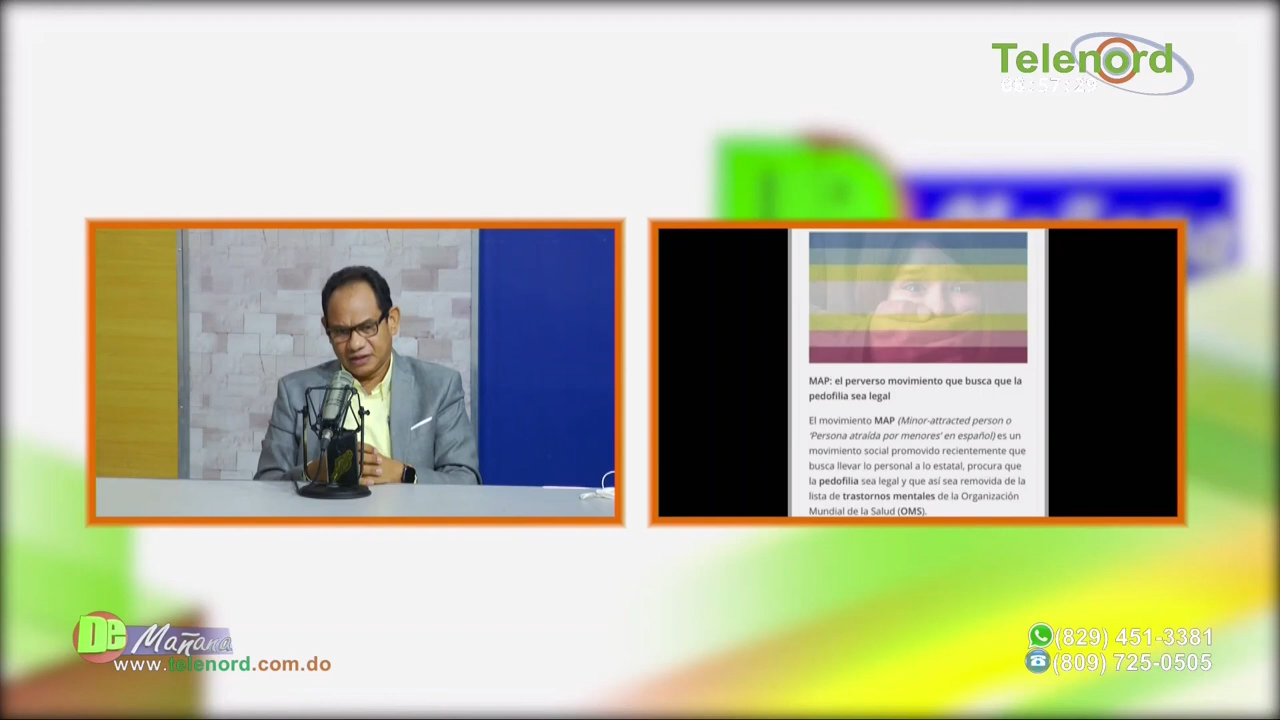 Telenord
De
MAP: el perverso movimiento que busca que la
pedofilia sea legal
El movimiento MAP (Minor-attracted person o
'Persona atraída por menores' en español) es un
movimiento social promovido recientemente que
busca llevar lo personal a lo estatal, procura que
la pedofilia sea legal y que así sea removida de la
lista de trastornos mentales de la Organización
Mundial de la Salud (OMS).
De Mañana
www.telenord.com.do
(829) 451-3381
(809) 725-0505